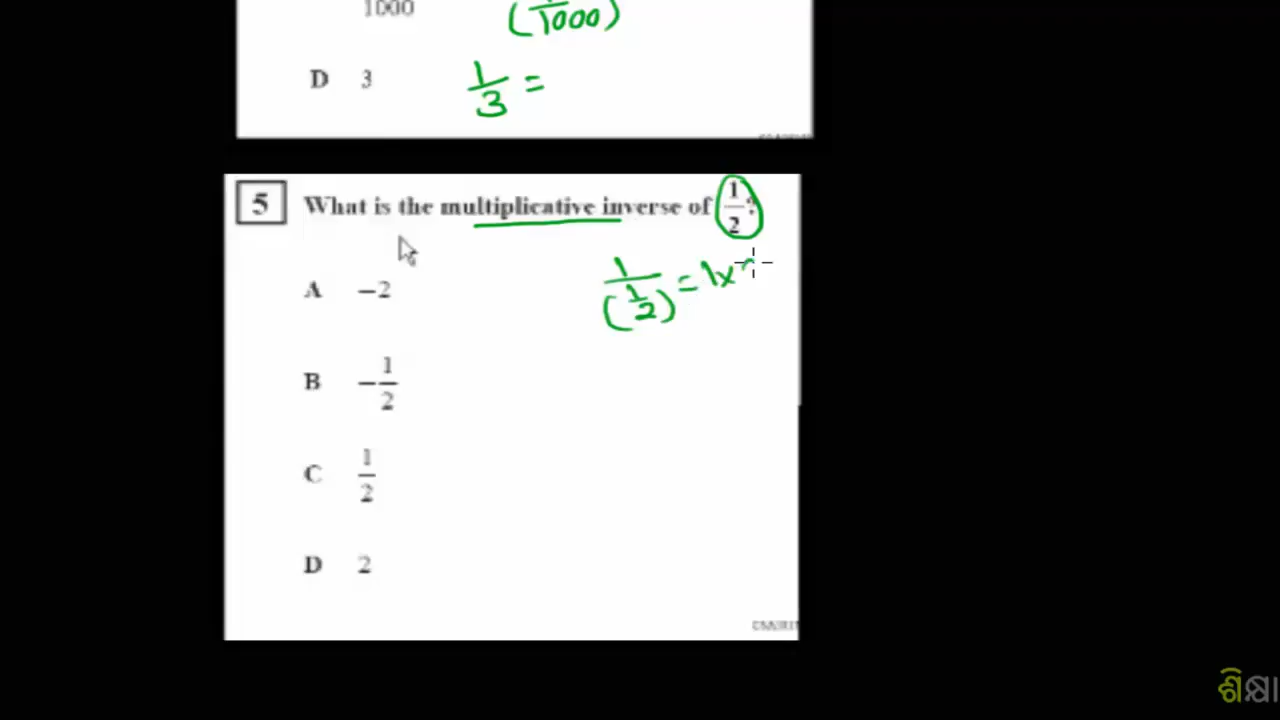 1000
(1/1000)
D 3
1/3 =
5 What is the multiplicative inverse of 1/2?
1/(1/2) = 1x
A −2
B −1/2
C 1/2
D 2
ଶିକ୍ଷା